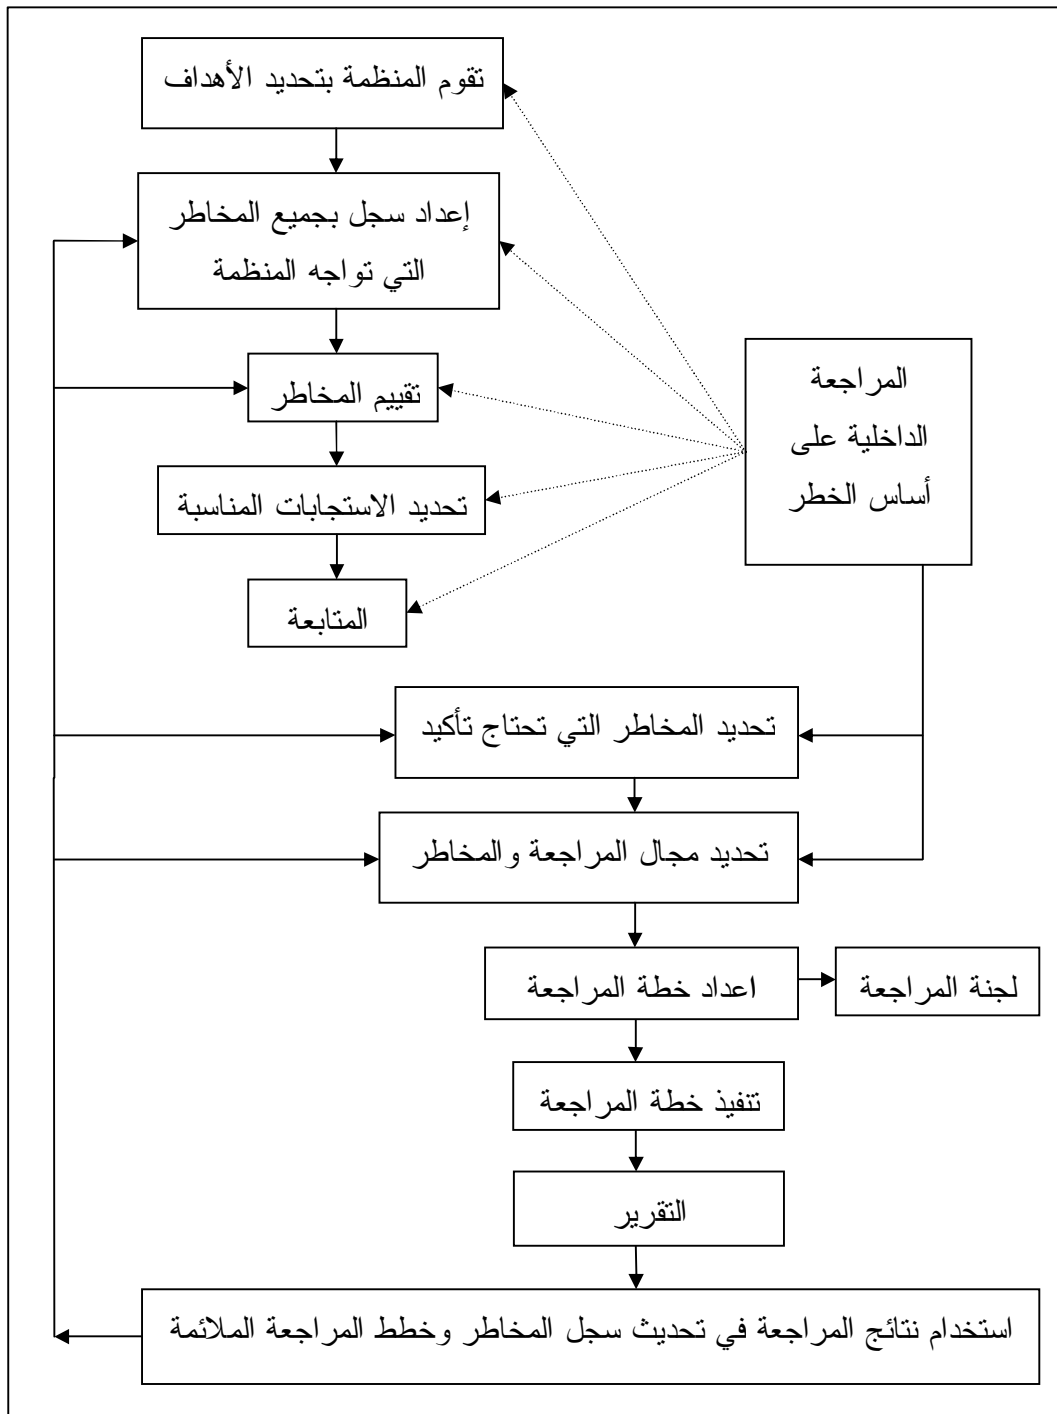 تقوم المنظمة بتحديد الأهداف
إعداد سجل بجميع المخاطر
التي تواجه المنظمة
تقييم المخاطر
تحديد الاستجابات المناسبة
المتابعة
المراجعة
الداخلية على
أساس الخطر
تحديد المخاطر التي تحتاج تأكيد
تحديد مجال المراجعة والمخاطر
اعداد خطة المراجعة
لجنة المراجعة
تنفيذ خطة المراجعة
التقرير
استخدام نتائج المراجعة في تحديث سجل المخاطر وخطط المراجعة الملائمة